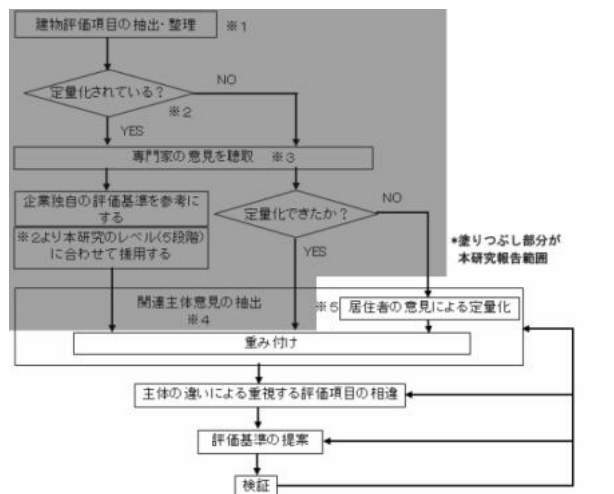 建物評価項目の抽出・整理 ※1
定量化されている?
NO
※2
YES
専門家の意見を聴取 ※3
企業独自の評価基準を参考に
する
※2より本研究のレベル(5段階)
に合わせて援用する
定量化できたか?
NO
YES
*塗りつぶし部分が
本研究報告範囲
関連主体意見の抽出
※4
※5 居住者の意見による定量化
重み付け
主体の違いによる重視する評価項目の相違
評価基準の提案
検証